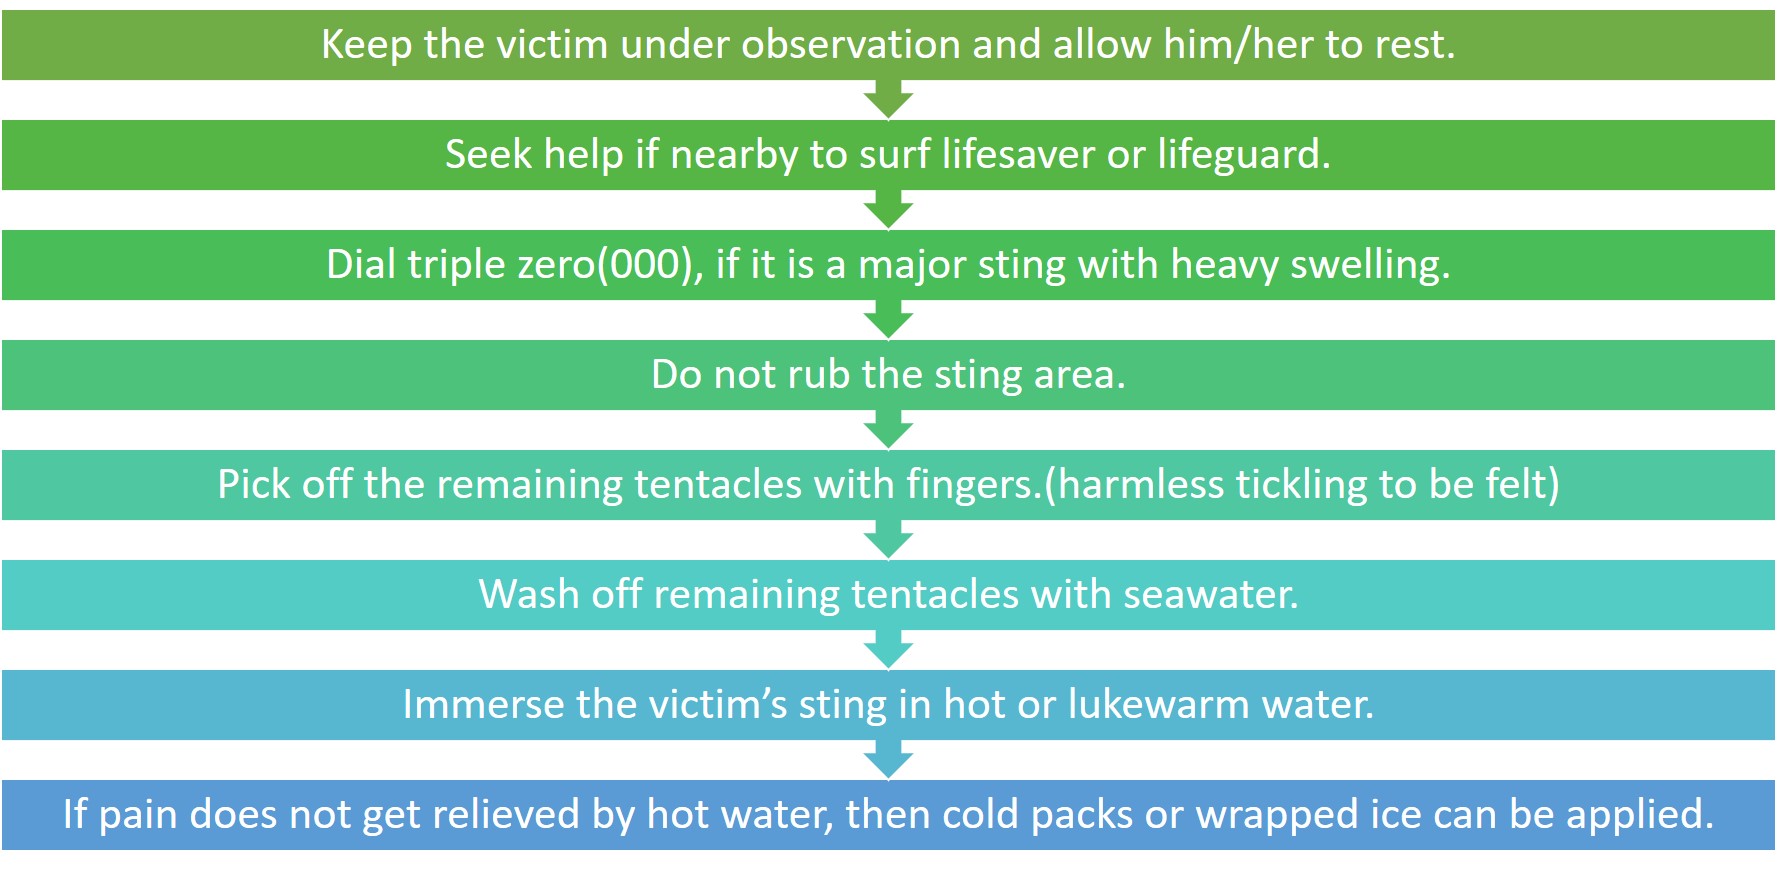 Keep the victim under observation and allow him/her to rest.
Seek help if nearby to surf lifesaver or lifeguard.
Dial triple zero(000), if it is a major sting with heavy swelling.
Do not rub the sting area.
Pick off the remaining tentacles with fingers.(harmless tickling to be felt)
Wash off remaining tentacles with seawater.
Immerse the victim’s sting in hot or lukewarm water.
If pain does not get relieved by hot water, then cold packs or wrapped ice can be applied.